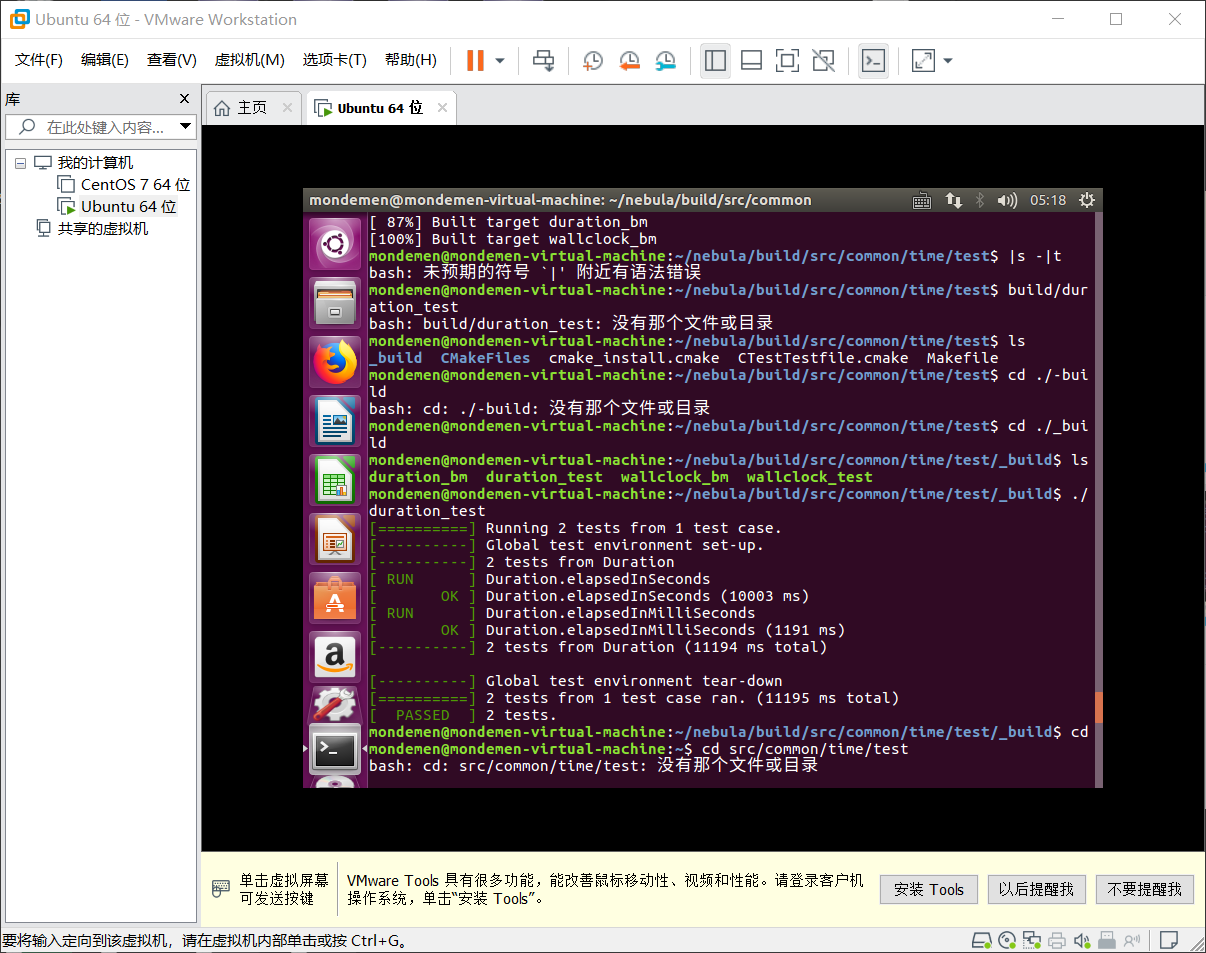 Ubuntu 64 位 - VMware Workstation
文件(F) 编辑(E) 查看(V) 虚拟机(M) 选项卡(T) 帮助(H)
库
在此处键入内容...
我的计算机
CentOS 7 64 位
Ubuntu 64 位
共享的虚拟机
主页
Ubuntu 64 位
mondemen@mondemen-virtual-machine: ~/nebula/build/src/common
05:18
[ 87%] Built target duration_bm
[100%] Built target wallclock_bm
mondemen@mondemen-virtual-machine:~/nebula/build/src/common/time/test$ |s -|t
bash: 未预期的符号 `|' 附近有语法错误
mondemen@mondemen-virtual-machine:~/nebula/build/src/common/time/test$ build/dur
ation_test
bash: build/duration_test: 没有那个文件或目录
mondemen@mondemen-virtual-machine:~/nebula/build/src/common/time/test$ ls
_build  CMakeFiles  cmake_install.cmake  CTestTestfile.cmake  Makefile
mondemen@mondemen-virtual-machine:~/nebula/build/src/common/time/test$ cd ./-bui
ld
bash: cd: ./-build: 没有那个文件或目录
mondemen@mondemen-virtual-machine:~/nebula/build/src/common/time/test$ cd ./_bui
ld
mondemen@mondemen-virtual-machine:~/nebula/build/src/common/time/test/_build$ ls
duration_bm  duration_test  wallclock_bm  wallclock_test
mondemen@mondemen-virtual-machine:~/nebula/build/src/common/time/test/_build$ ./
duration_test
[==========] Running 2 tests from 1 test case.
[----------] Global test environment set-up.
[----------] 2 tests from Duration
[ RUN      ] Duration.elapsedInSeconds
[       OK ] Duration.elapsedInSeconds (10003 ms)
[ RUN      ] Duration.elapsedInMilliSeconds
[       OK ] Duration.elapsedInMilliSeconds (1191 ms)
[----------] 2 tests from Duration (11194 ms total)
[----------] Global test environment tear-down
[==========] 2 tests from 1 test case ran. (11195 ms total)
[  PASSED  ] 2 tests.
mondemen@mondemen-virtual-machine:~/nebula/build/src/common/time/test/_build$ cd
mondemen@mondemen-virtual-machine:~$ cd src/common/time/test
bash: cd: src/common/time/test: 没有那个文件或目录
单击虚拟屏幕
可发送按键
VMware Tools 具有很多功能，能改善鼠标移动性、视频和性能。请登录客户机
操作系统，单击“安装 Tools”。
安装 Tools
以后提醒我
不要提醒我
要将输入定向到该虚拟机，请在虚拟机内部单击或按 Ctrl+G。